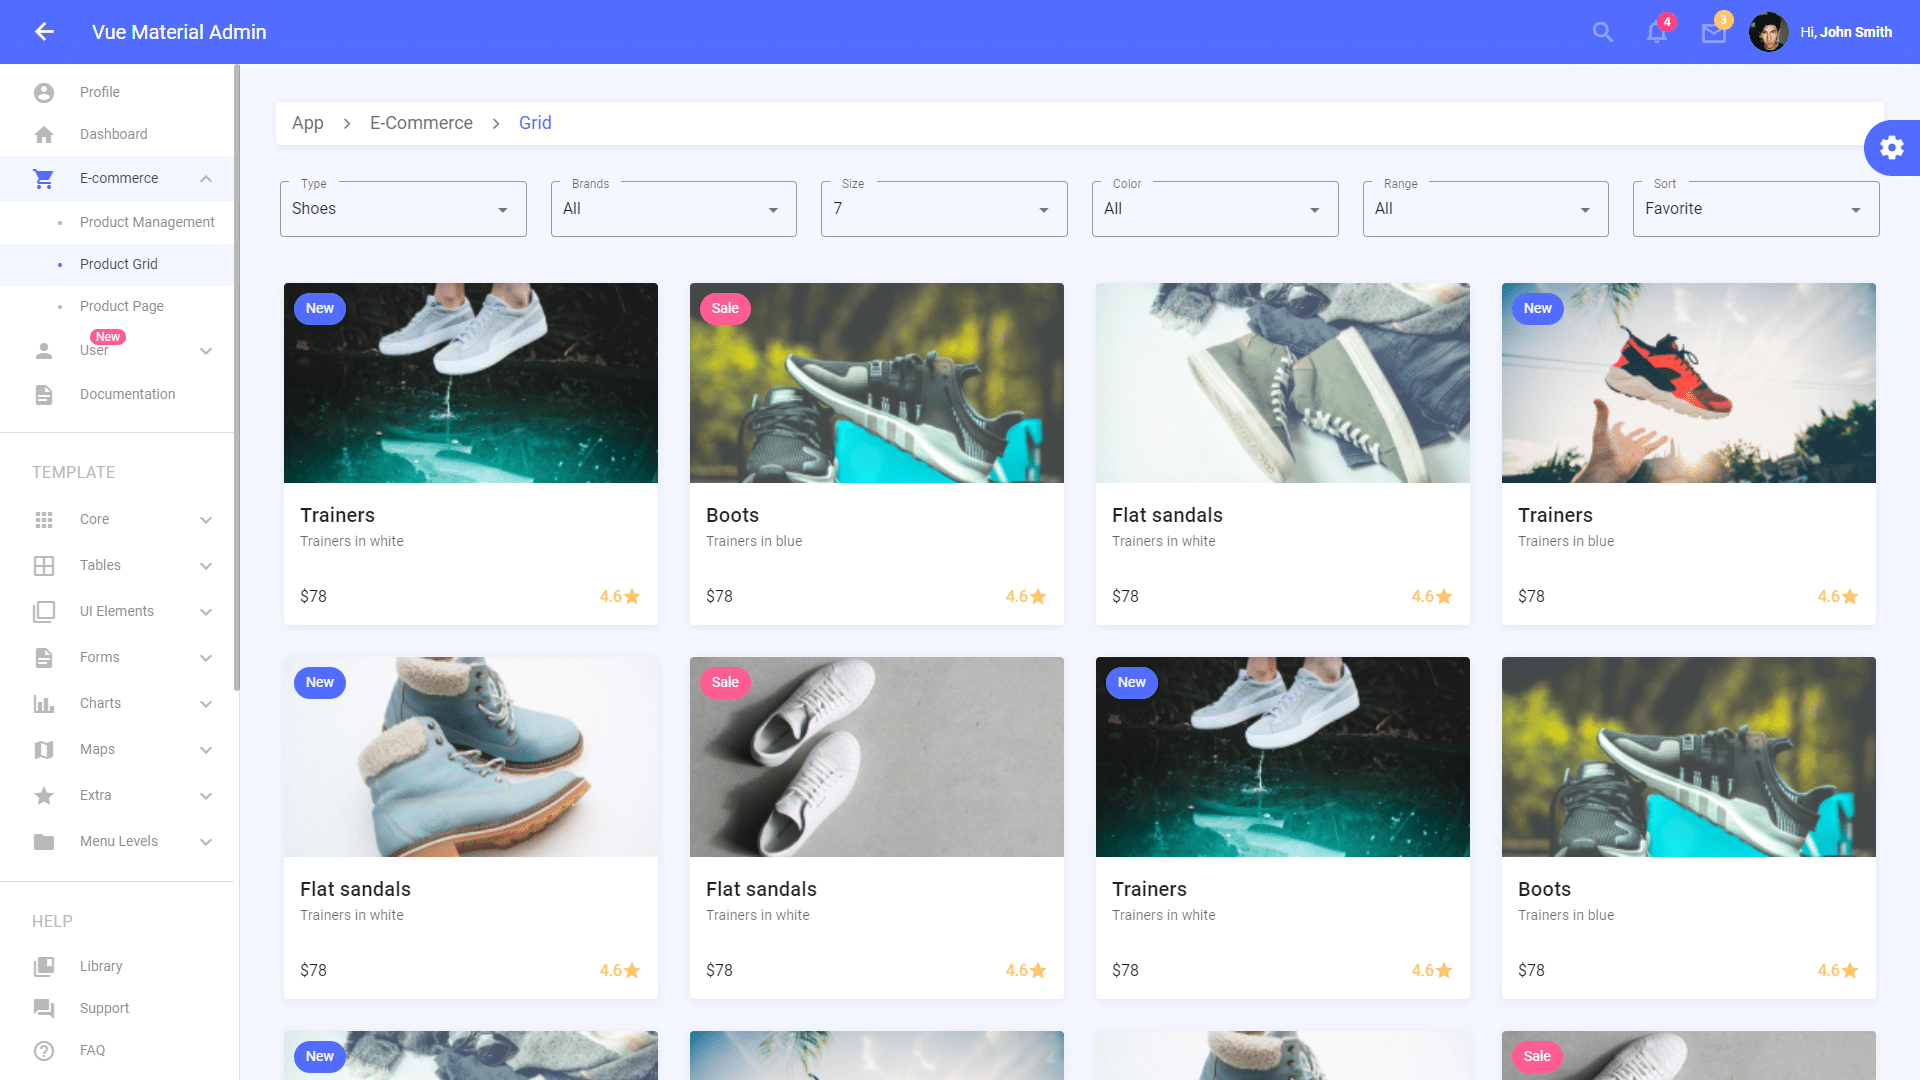 Vue Material Admin
4
3
Hi, John Smith
Profile
Dashboard
E-commerce
Product Management
Product Grid
Product Page
New
User
Documentation
TEMPLATE
Core
Tables
UI Elements
Forms
Charts
Maps
Extra
Menu Levels
HELP
Library
Support
FAQ
App > E-Commerce > Grid
Type
Shoes
Brands
All
Size
7
Color
All
Range
All
Sort
Favorite
New
Trainers
Trainers in white
$78
4.6
Sale
Boots
Trainers in blue
$78
4.6
Flat sandals
Trainers in white
$78
4.6
New
Trainers
Trainers in blue
$78
4.6
New
Flat sandals
Trainers in white
$78
4.6
Sale
Flat sandals
Trainers in white
$78
4.6
New
Trainers
Trainers in white
$78
4.6
Boots
Trainers in blue
$78
4.6
New
Sale